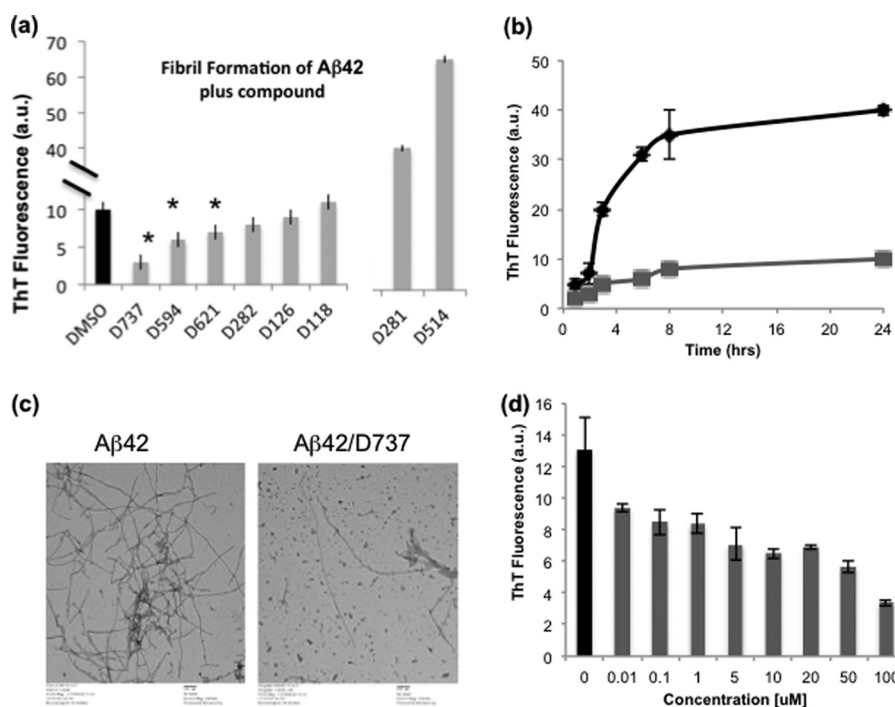 (a)
Fibril Formation of Aβ42
plus compound
ThT Fluorescence (a.u.)
70
60
50
40
10
5
0
*
*
*
DMSO
D737
D594
D621
D282
D126
D118
D281
D514
(b)
ThT Fluorescence (a.u.)
50
40
30
20
10
0
0
4
8
12
16
20
24
Time (hrs)
(c)
Aβ42
Aβ42/D737
(d)
ThT Fluorescence (a.u.)
16
14
12
10
8
6
4
2
0
0
0.01
0.1
1
5
10
20
50
100
Concentration [uM]